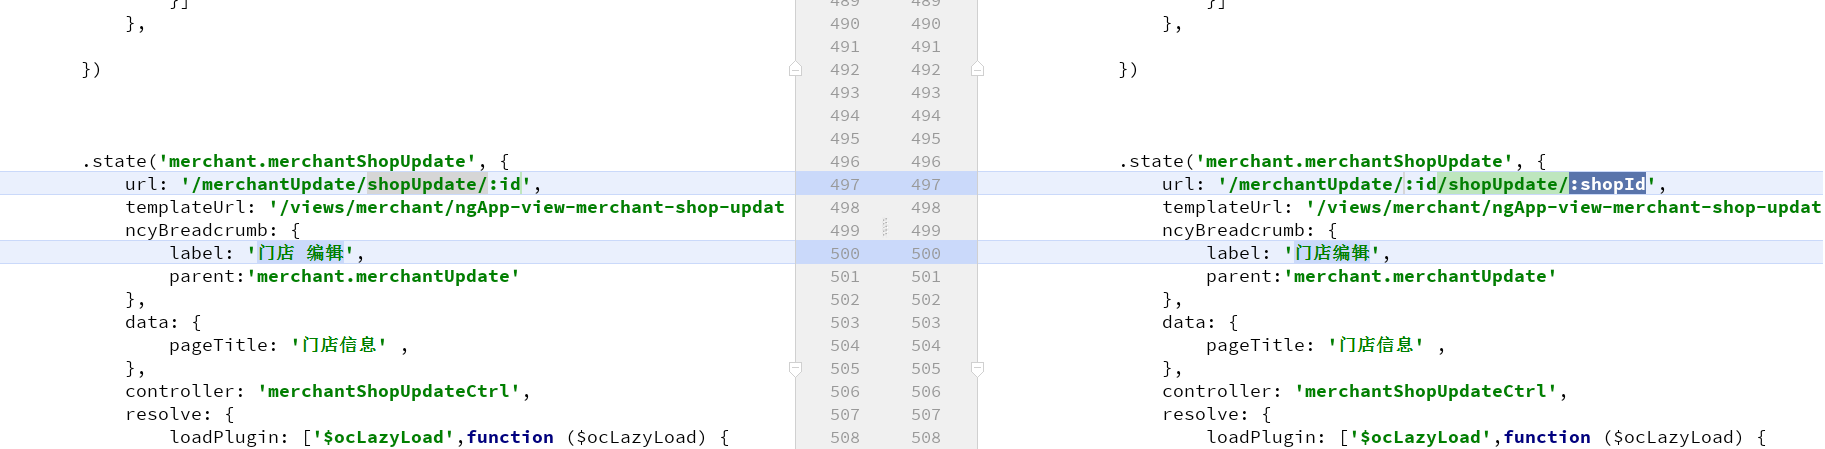 }]
489 489
}]
},
490 490
},
491 491
})
492 492
})
493 493
494 494
495 495
.state('merchant.merchantShopUpdate', {
496 496
.state('merchant.merchantShopUpdate', {
url: '/merchantUpdate/shopUpdate/:id',
497 497
url: '/merchantUpdate/:id/shopUpdate/:shopId',
templateUrl: '/views/merchant/ngApp-view-merchant-shop-updat
498 498
templateUrl: '/views/merchant/ngApp-view-merchant-shop-updat
ncyBreadcrumb: {
499 499
ncyBreadcrumb: {
label: '门店 编辑',
500 500
label: '门店编辑',
parent:'merchant.merchantUpdate'
501 501
parent:'merchant.merchantUpdate'
},
502 502
},
data: {
503 503
data: {
pageTitle: '门店信息' ,
504 504
pageTitle: '门店信息' ,
},
505 505
},
controller: 'merchantShopUpdateCtrl',
506 506
controller: 'merchantShopUpdateCtrl',
resolve: {
507 507
resolve: {
loadPlugin: ['$ocLazyLoad',function ($ocLazyLoad) {
508 508
loadPlugin: ['$ocLazyLoad',function ($ocLazyLoad) {